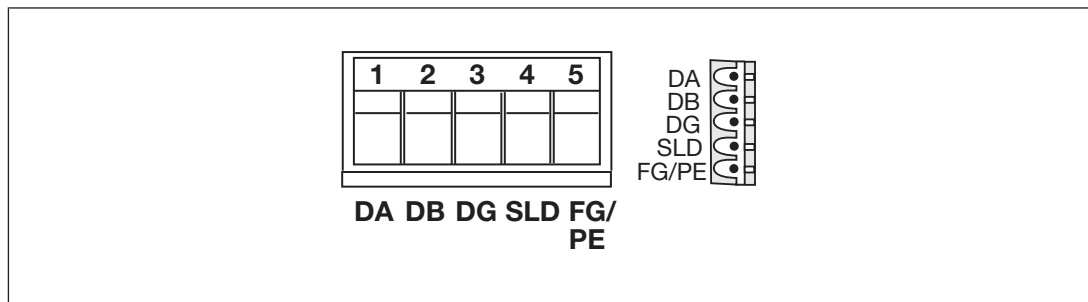 1 2 3 4 5
DA DB DG SLD FG/
PE
DA
DB
DG
SLD
FG/PE